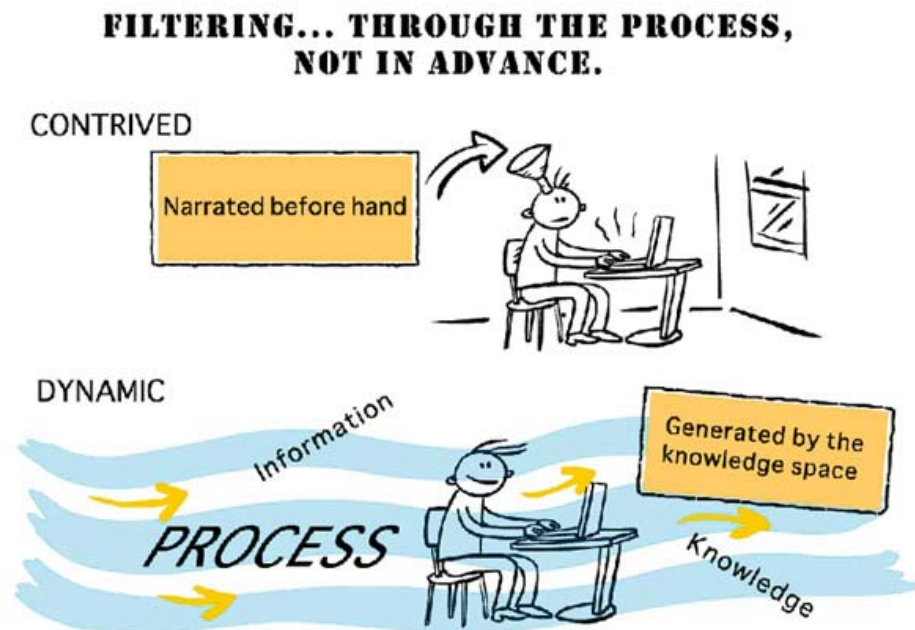 FILTERING... THROUGH THE PROCESS,
NOT IN ADVANCE.
CONTRIVED
Narrated before hand
DYNAMIC
Information
Generated by the
knowledge space
PROCESS
Knowledge